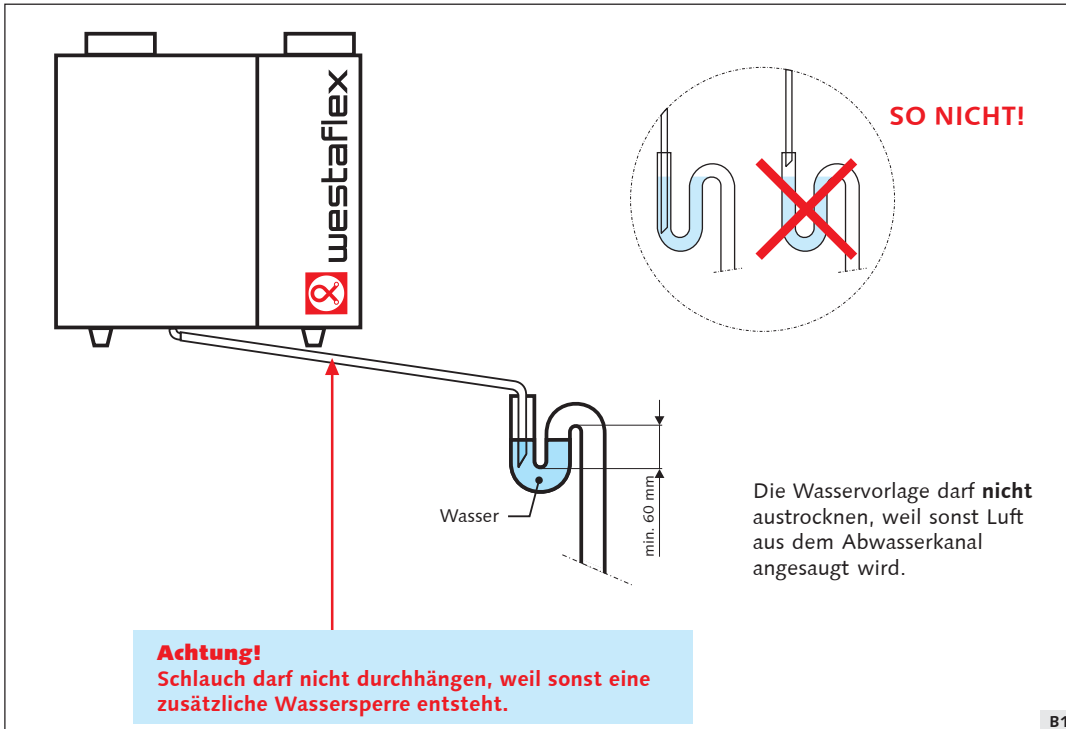 westaflex
SO NICHT!
Wasser
min. 60 mm
Die Wasservorlage darf nicht
austrocknen, weil sonst Luft
aus dem Abwasserkanal
angesaugt wird.
Achtung!
Schlauch darf nicht durchhängen, weil sonst eine
zusätzliche Wassersperre entsteht.
B1